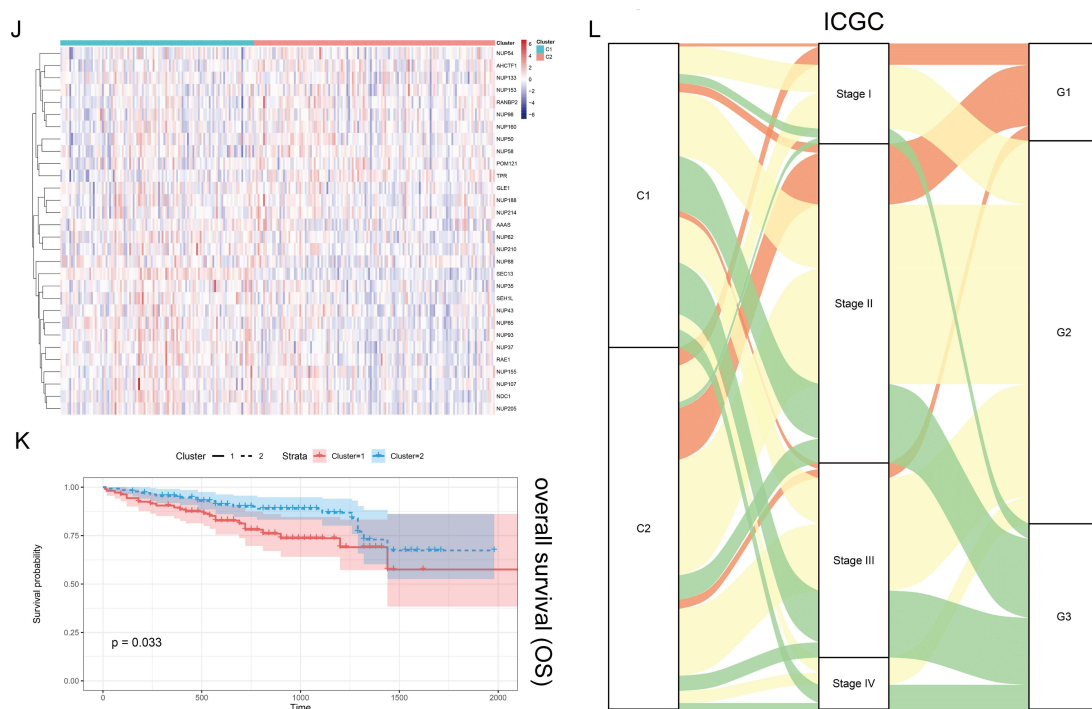 J
Cluster
NUP54
AHCTF1
NUP133
NUP153
RANBP2
NUP98
NUP160
NUP50
NUP58
POM121
TPR
GLE1
NUP188
NUP214
AAAS
NUP62
NUP210
NUP88
SEC13
NUP35
SEH1L
NUP43
NUP85
NUP93
NUP37
RAE1
NUP155
NUP107
NDC1
NUP205
6
4
2
0
−2
−4
−6
Cluster
C1
C2
K
Cluster 1 2 Strata Cluster=1 Cluster=2
Survival probability
1.00
0.75
0.50
0.25
0.00
p = 0.033
0 500 1000 1500 2000
Time
overall survival (OS)
L
ICGC
C1
C2
Stage I
Stage II
Stage III
Stage IV
G1
G2
G3